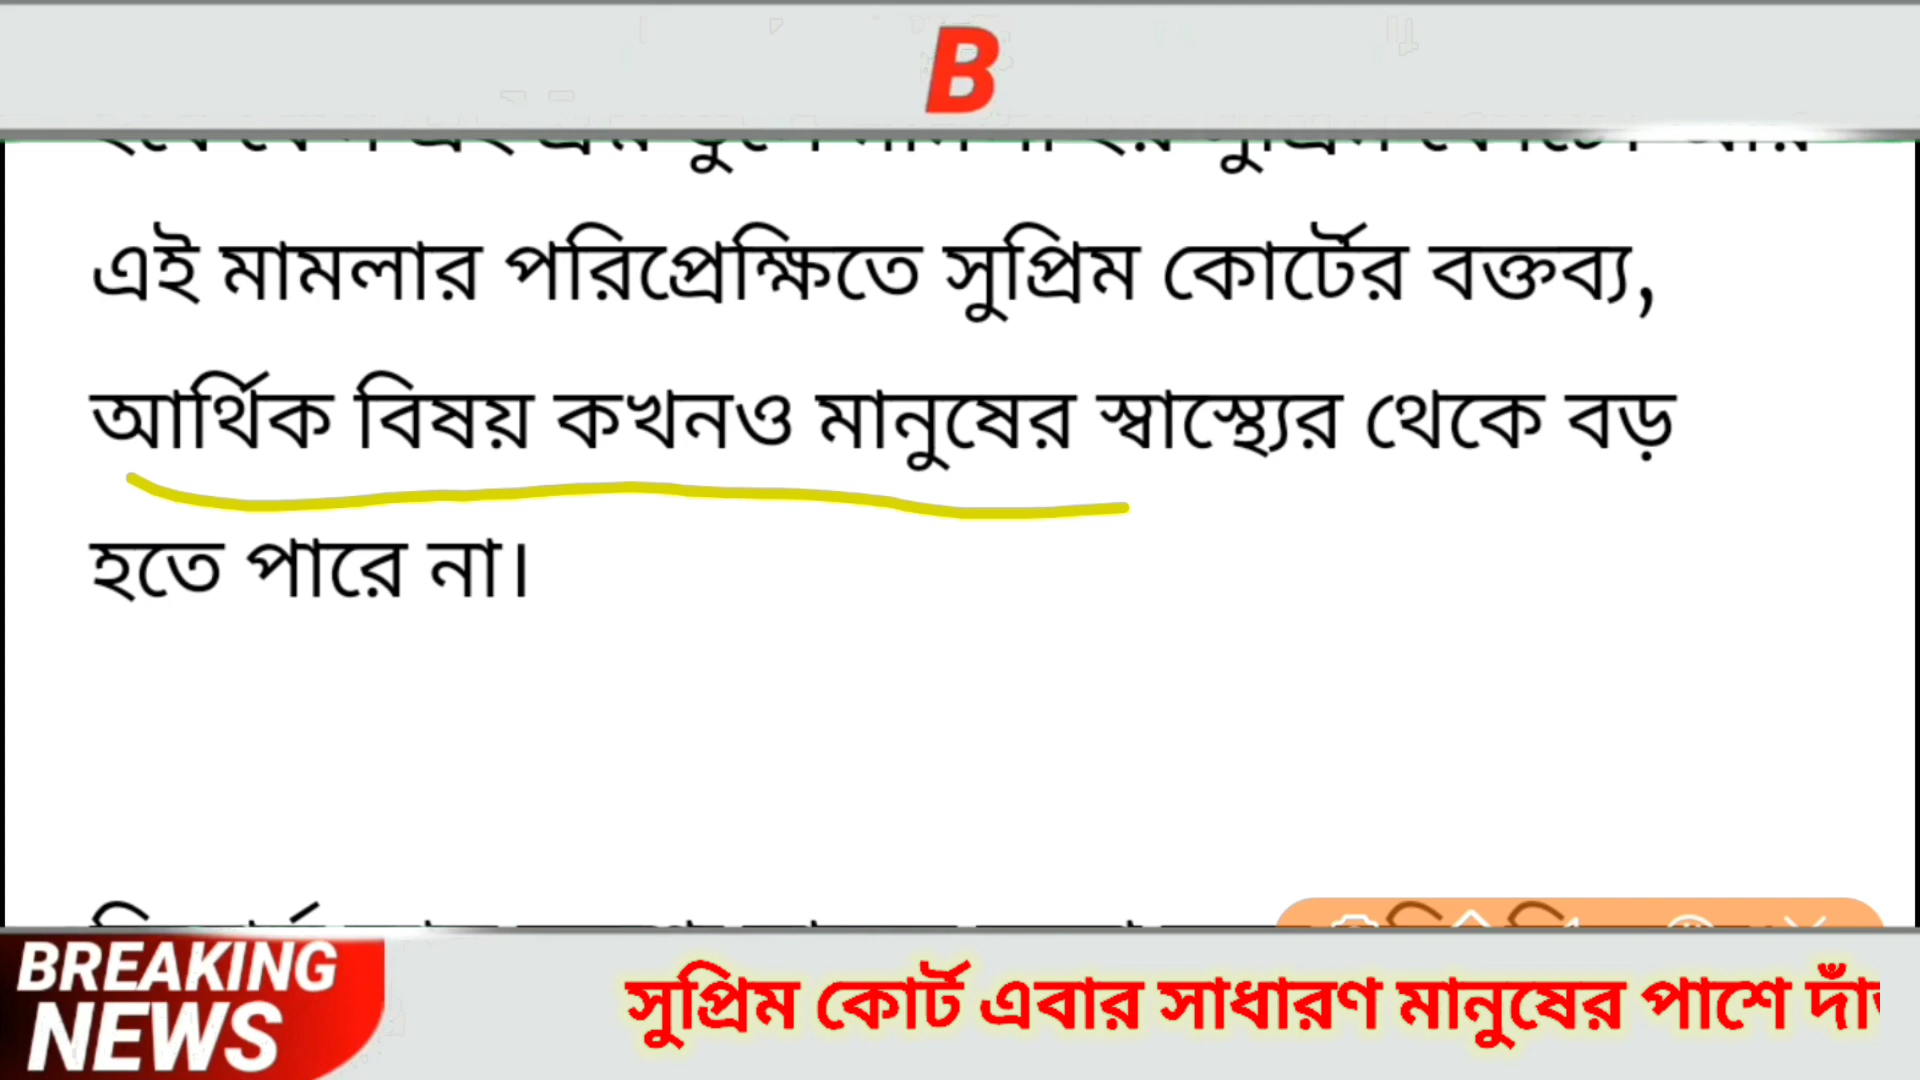 B
এই মামলার পরিপ্রেক্ষিতে সুপ্রিম কোর্টের বক্তব্য,
আর্থিক বিষয় কখনও মানুষের স্বাস্থ্যের থেকে বড়
হতে পারে না।
BREAKING
NEWS
সুপ্রিম কোর্ট এবার সাধারণ মানুষের পাশে